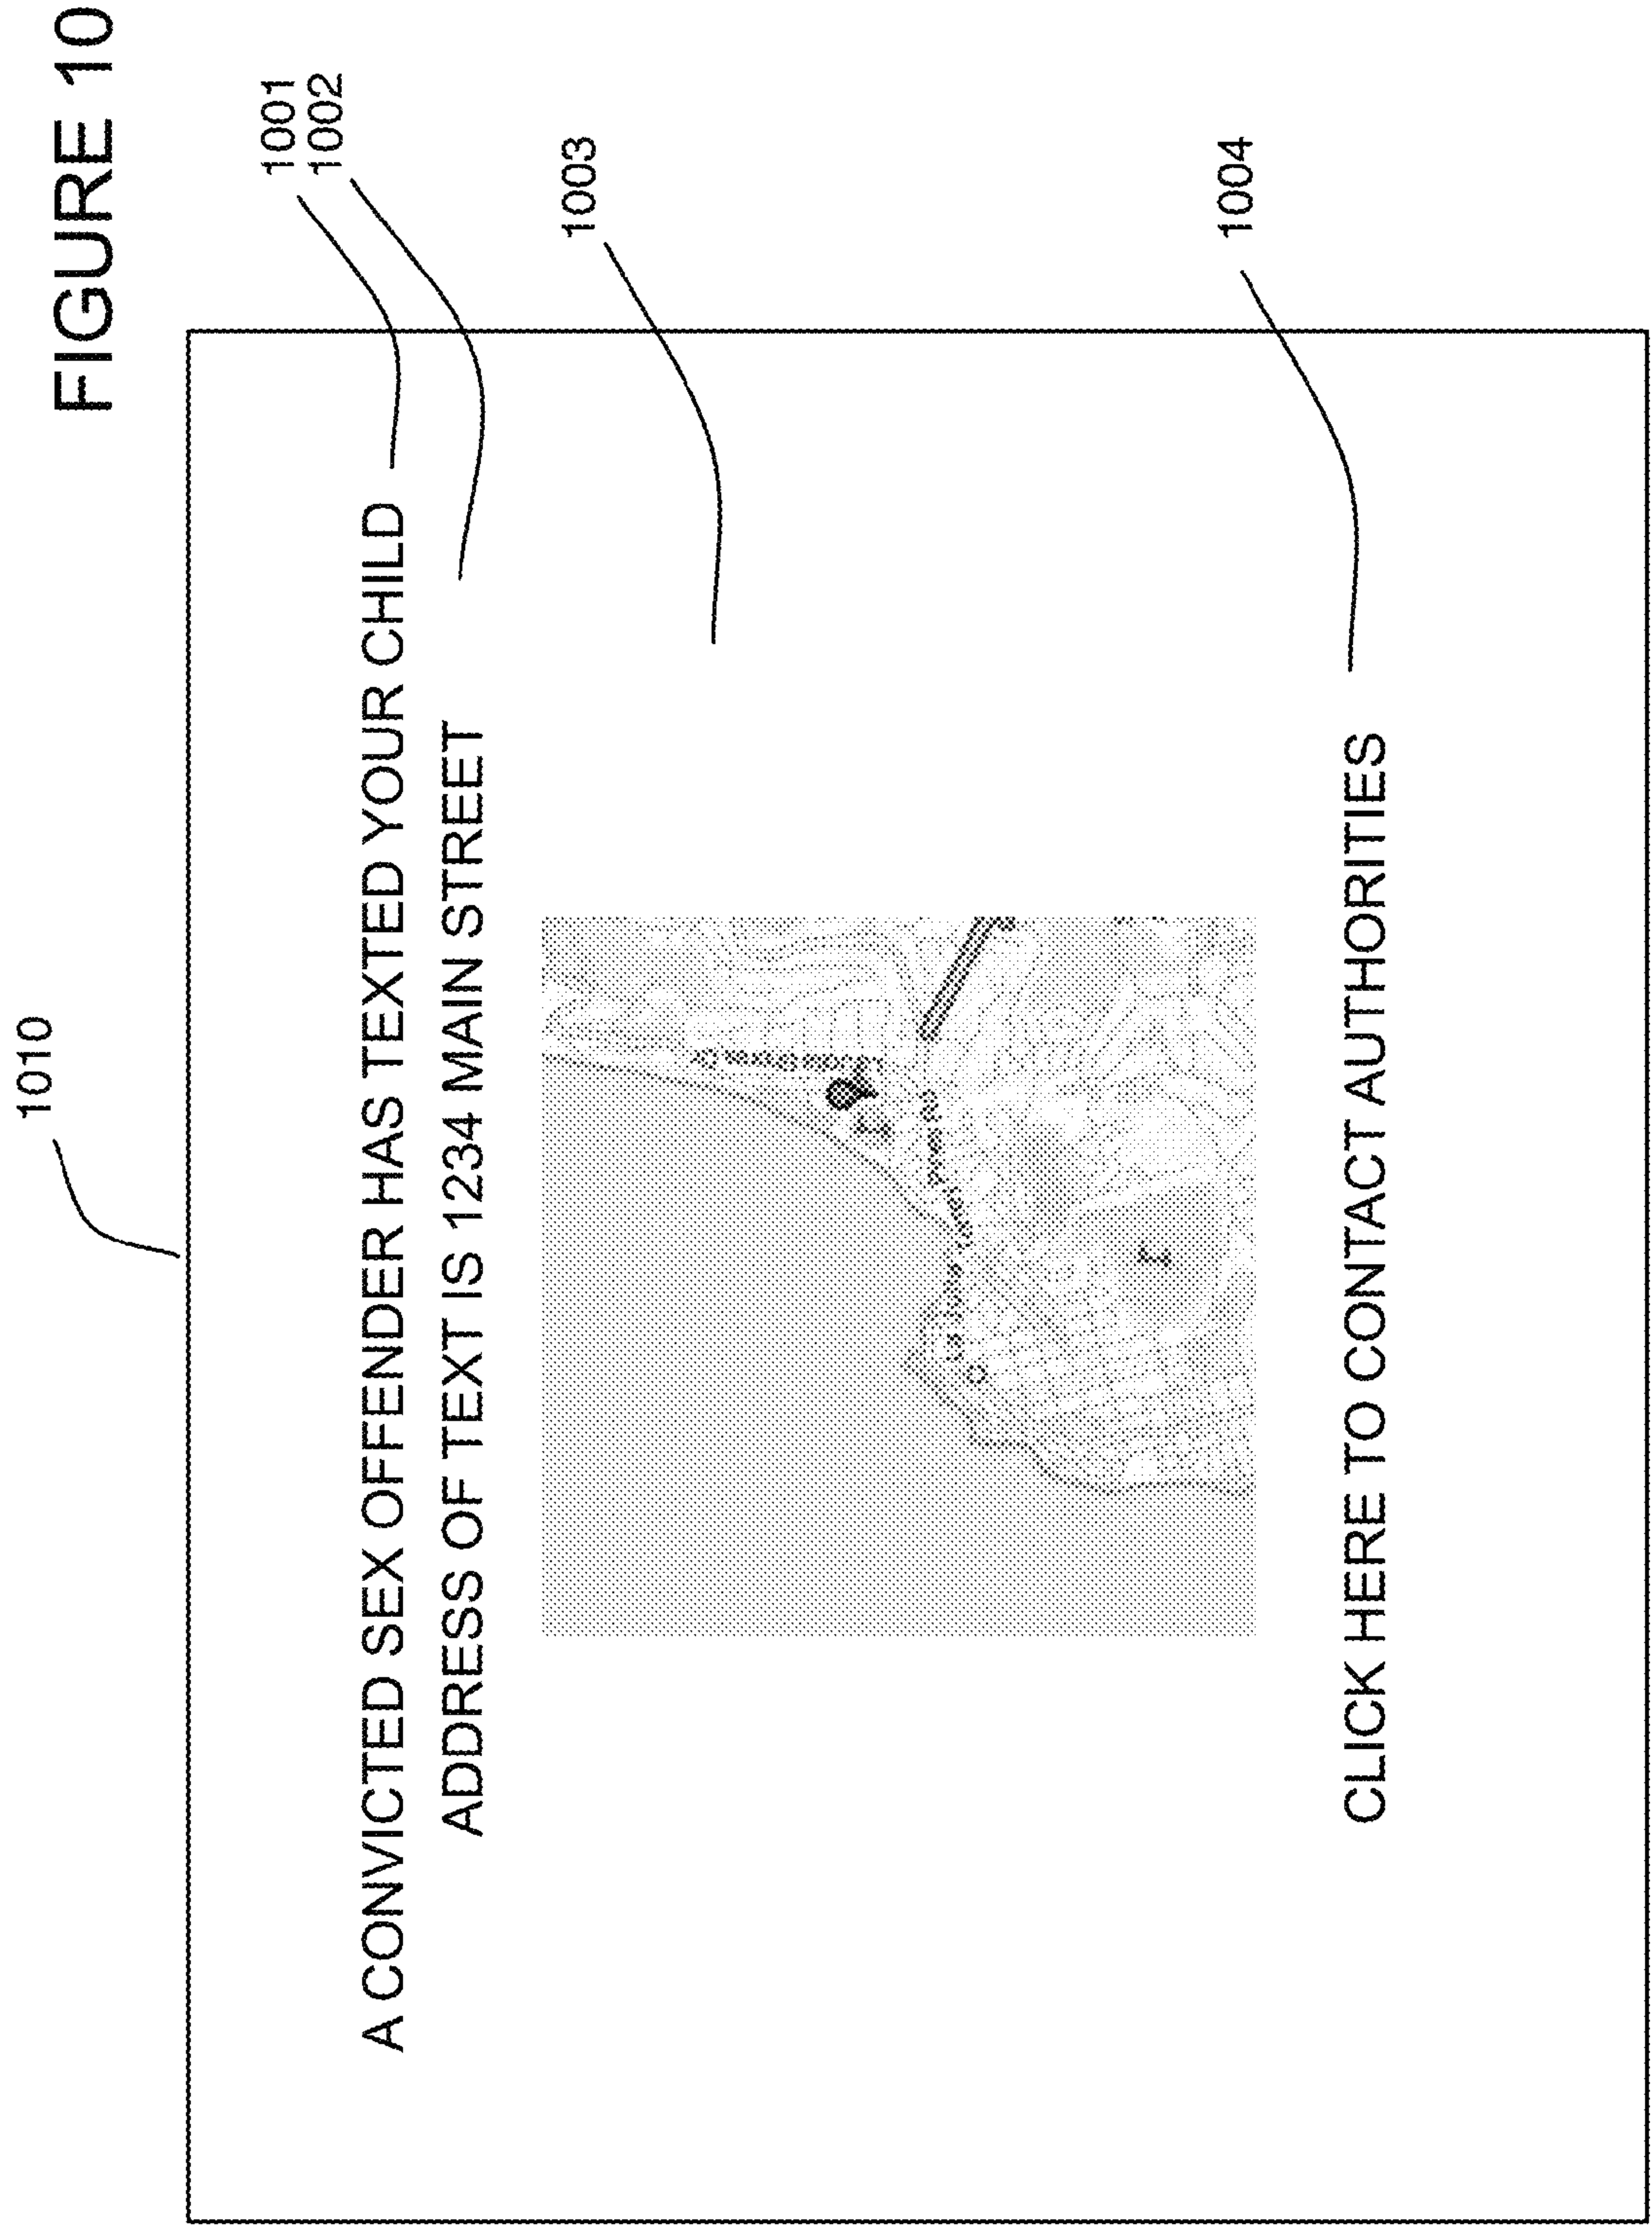 FIGURE 10
1010
1001
1002
A CONVICTED SEX OFFENDER HAS TEXTED YOUR CHILD
ADDRESS OF TEXT IS 1234 MAIN STREET
1003
1004
CLICK HERE TO CONTACT AUTHORITIES